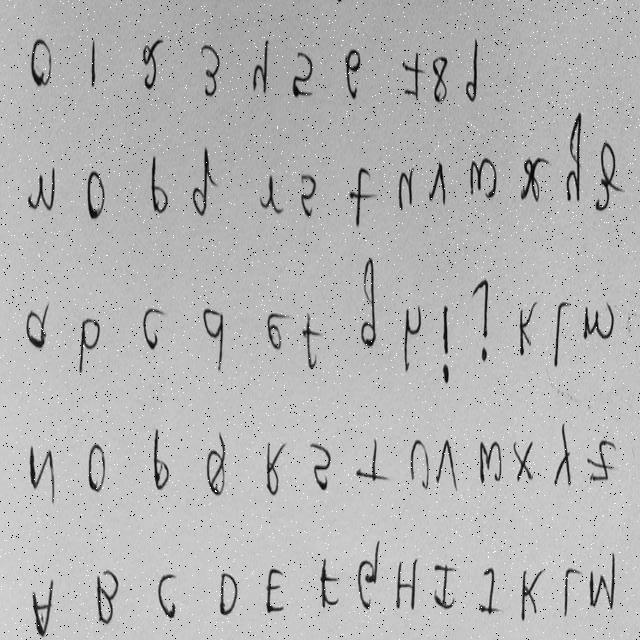 A B C D E F G H I J K L M
N O P Q R S T U V W X Y Z
a b c d e f g h i j k l m
n o p q r s t u v w x y z
0 1 2 3 4 5 6 7 8 9